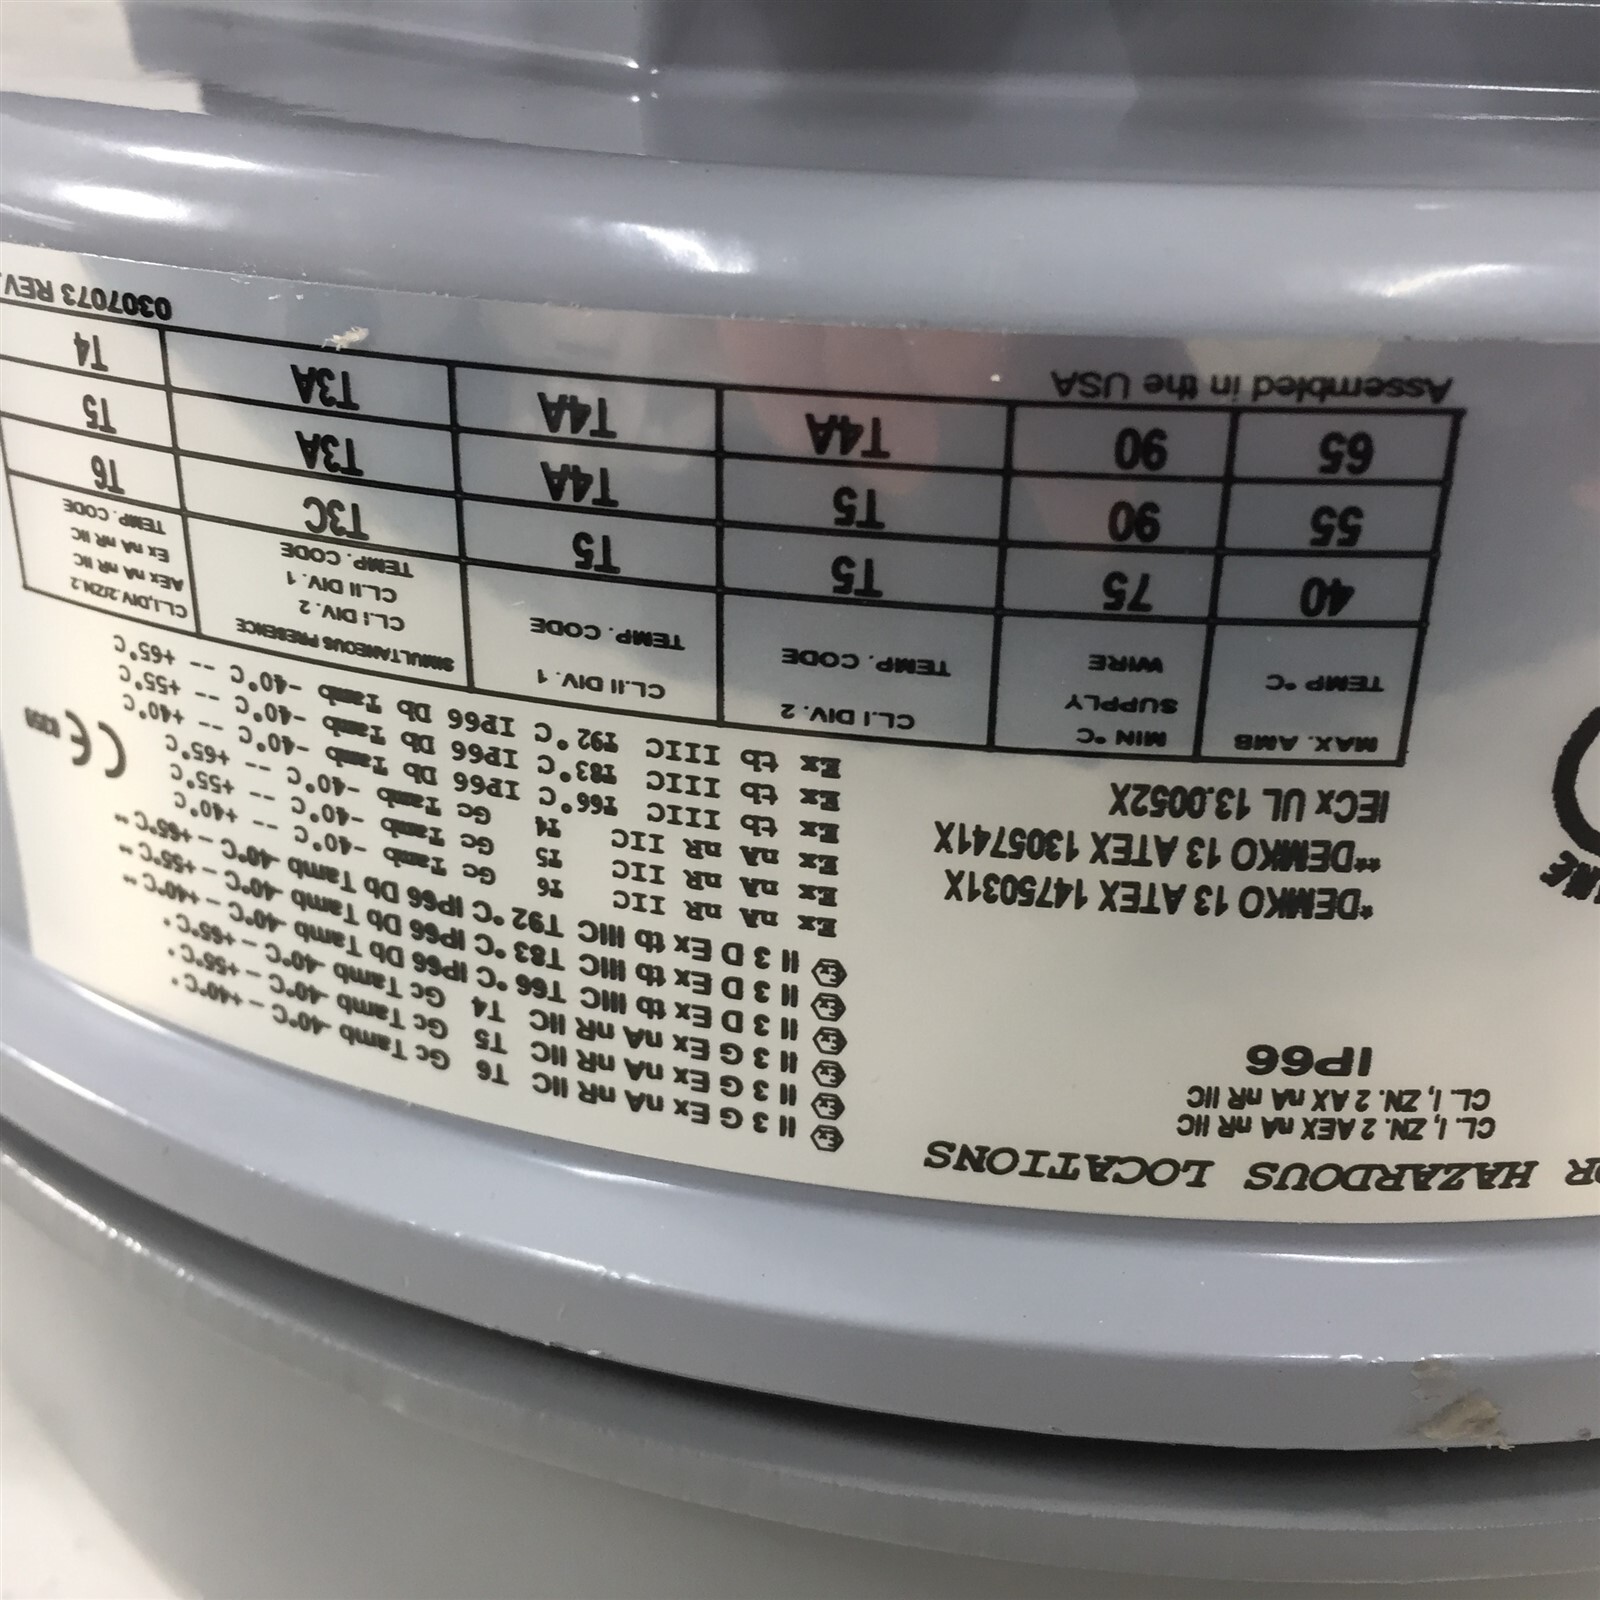 OR HAZARDOUS LOCATIONS
CL. I, ZN. 2 AEX nA nR IIC
CL. I, ZN. 2 AX nA nR IIC
IP66
*DEMKO 13 ATEX 1475031X
**DEMKO 13 ATEX 1305741X
IECx UL 13.0052X
Ex II 3 G Ex nA nR IIC T6 Gc Tamb -40°C – +40°C *
Ex II 3 G Ex nA nR IIC T5 Gc Tamb -40°C – +55°C *
Ex II 3 G Ex nA nR IIC T4 Gc Tamb -40°C – +65°C *
Ex II 3 D Ex tb IIIC T66 °C IP66 Db Tamb -40°C – +40°C **
Ex II 3 D Ex tb IIIC T83 °C IP66 Db Tamb -40°C – +55°C **
Ex II 3 D Ex tb IIIC T92 °C IP66 Db Tamb -40°C – +65°C **
Ex nA nR IIC T6 Gc Tamb -40°C -- +40°C
Ex nA nR IIC T5 Gc Tamb -40°C -- +55°C
Ex nA nR IIC T4 Gc Tamb -40°C -- +65°C
Ex tb IIIC T66°C IP66 Db Tamb -40°C -- +40°C
Ex tb IIIC T83°C IP66 Db Tamb -40°C -- +55°C
Ex tb IIIC T92°C IP66 Db Tamb -40°C -- +65°C
CE 0359
MAX. AMB
TEMP °C
MIN °C
SUPPLY
WIRE
CL. I DIV. 2
TEMP. CODE
CL.II DIV. 1
TEMP. CODE
SIMULTANEOUS PRESENCE
CL.I DIV. 2
CL.II DIV. 1
TEMP. CODE
CL.I,DIV.2/ZN.2
AEx nA nR IIC
Ex nA nR IIC
TEMP. CODE
40 75 T5 T5 T3C T6
55 90 T5 T4A T3A T5
65 90 T4A T4A T3A T4
Assembled in the USA
0307073 REV.